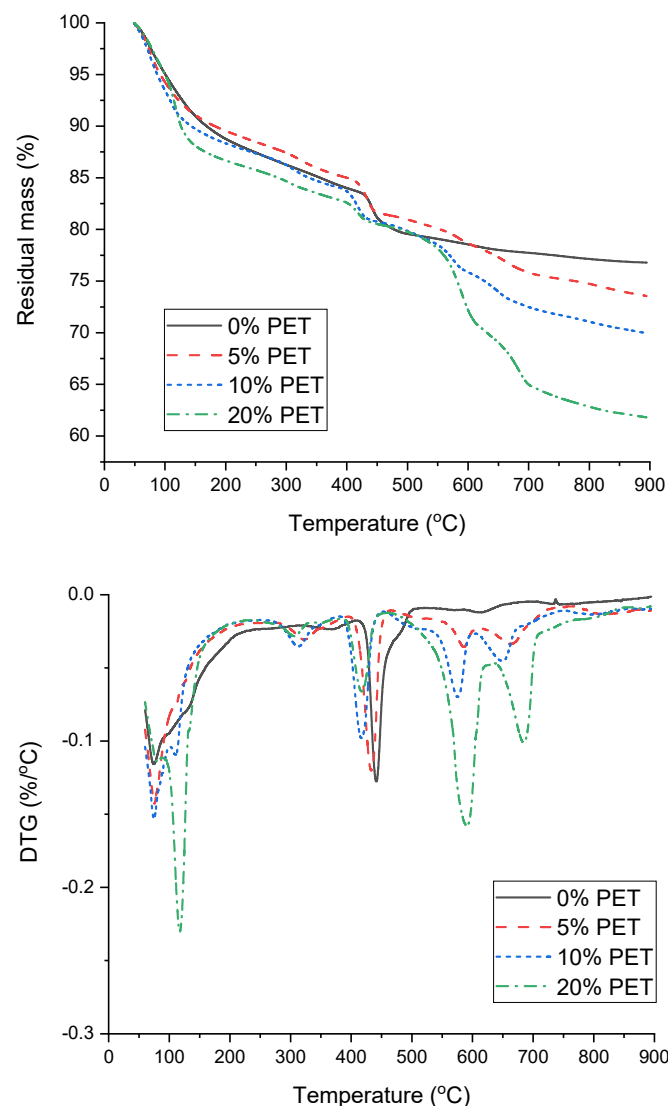 100
95
90
85
80
75
70
65
60
Residual mass (%)
0% PET
5% PET
10% PET
20% PET
0 100 200 300 400 500 600 700 800 900
Temperature (ºC)
0.0
-0.1
-0.2
-0.3
DTG (%/ºC)
0% PET
5% PET
10% PET
20% PET
0 100 200 300 400 500 600 700 800 900
Temperature (ºC)